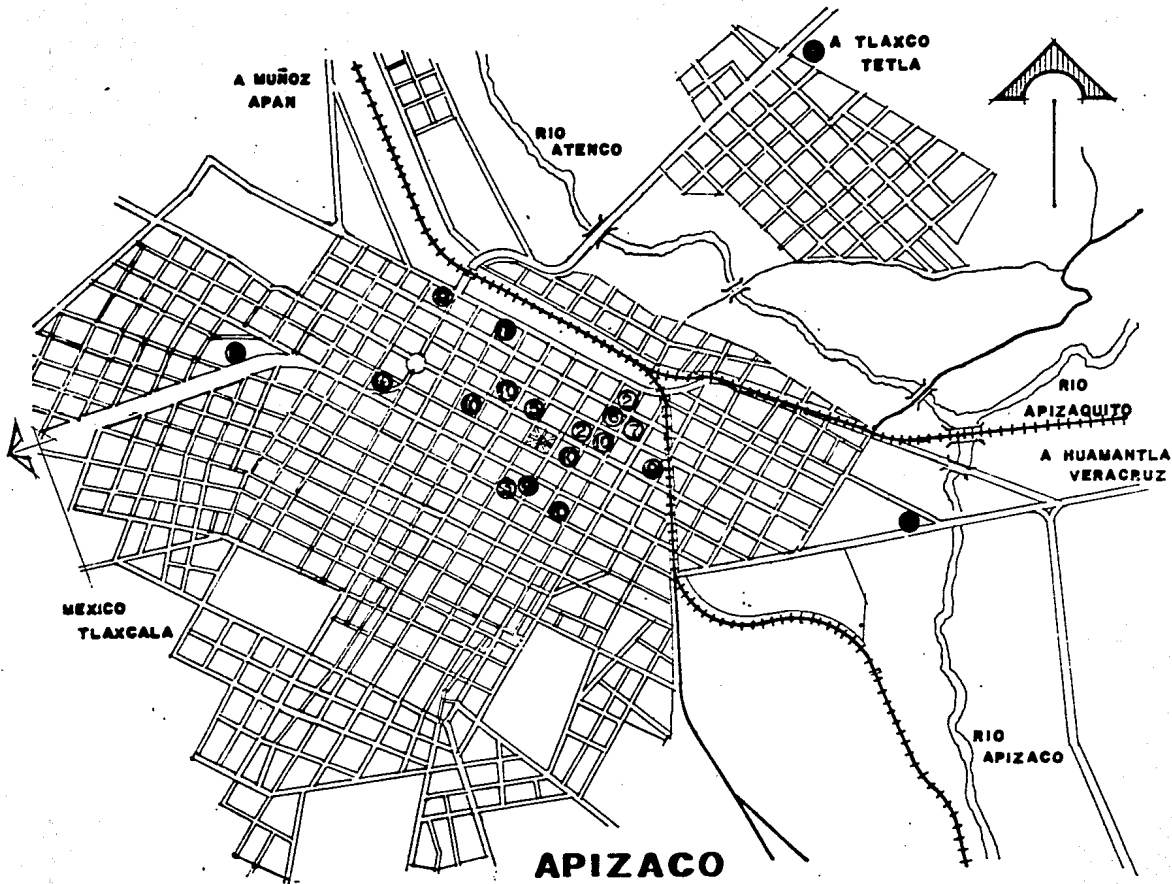 A TLAXCO
TETLA
A MUÑOZ
APAN
RIO
ATENCO
RIO
APIZAQUITO
A HUAMANTLA
VERACRUZ
MEXICO
TLAXCALA
RIO
APIZACO
APIZACO